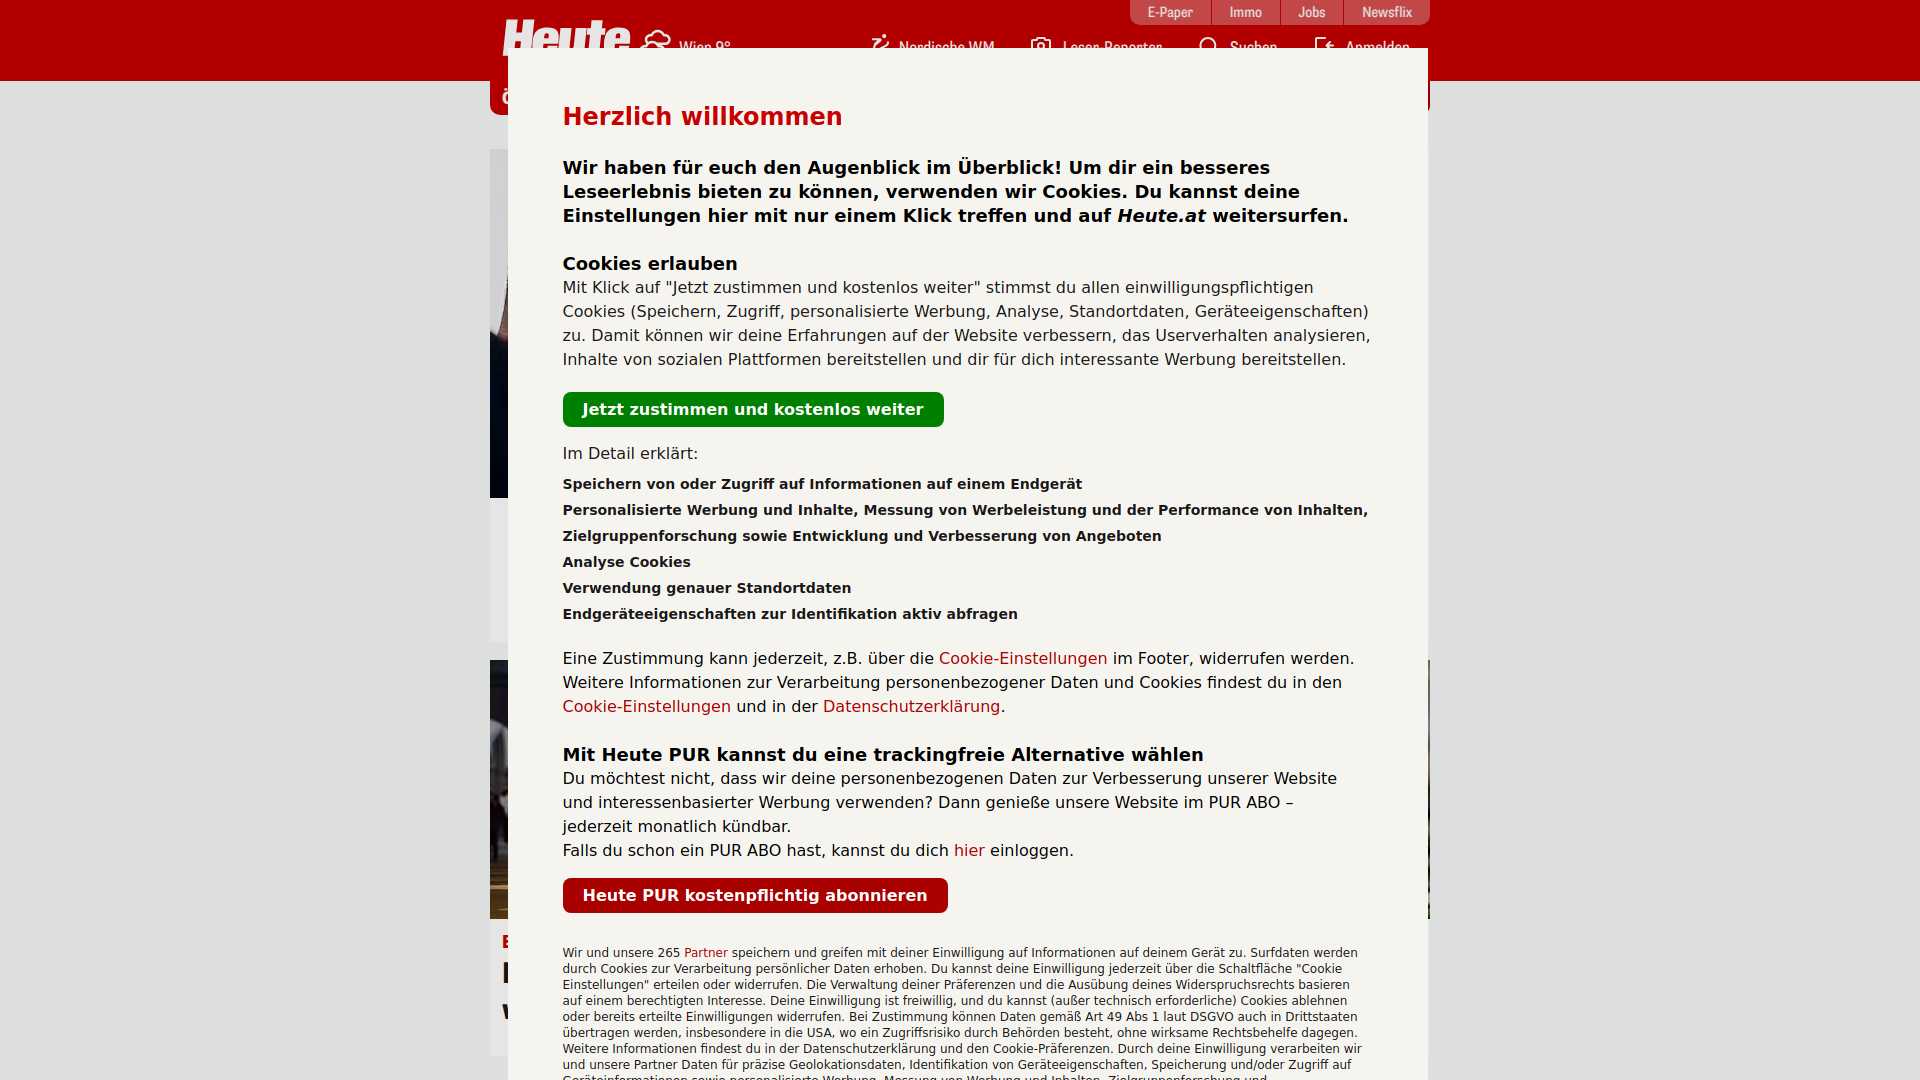 E-Paper Immo Jobs Newsflix
Heute Wien 9° Nordische WM Leser-Reporter Suchen Anmelden
Herzlich willkommen
Wir haben für euch den Augenblick im Überblick! Um dir ein besseres
Leseerlebnis bieten zu können, verwenden wir Cookies. Du kannst deine
Einstellungen hier mit nur einem Klick treffen und auf Heute.at weitersurfen.
Cookies erlauben
Mit Klick auf "Jetzt zustimmen und kostenlos weiter" stimmst du allen einwilligungspflichtigen
Cookies (Speichern, Zugriff, personalisierte Werbung, Analyse, Standortdaten, Geräteeigenschaften)
zu. Damit können wir deine Erfahrungen auf der Website verbessern, das Userverhalten analysieren,
Inhalte von sozialen Plattformen bereitstellen und dir für dich interessante Werbung bereitstellen.
Jetzt zustimmen und kostenlos weiter
Im Detail erklärt:
Speichern von oder Zugriff auf Informationen auf einem Endgerät
Personalisierte Werbung und Inhalte, Messung von Werbeleistung und der Performance von Inhalten,
Zielgruppenforschung sowie Entwicklung und Verbesserung von Angeboten
Analyse Cookies
Verwendung genauer Standortdaten
Endgeräteeigenschaften zur Identifikation aktiv abfragen
Eine Zustimmung kann jederzeit, z.B. über die Cookie-Einstellungen im Footer, widerrufen werden.
Weitere Informationen zur Verarbeitung personenbezogener Daten und Cookies findest du in den
Cookie-Einstellungen und in der Datenschutzerklärung.
Mit Heute PUR kannst du eine trackingfreie Alternative wählen
Du möchtest nicht, dass wir deine personenbezogenen Daten zur Verbesserung unserer Website
und interessenbasierter Werbung verwenden? Dann genieße unsere Website im PUR ABO –
jederzeit monatlich kündbar.
Falls du schon ein PUR ABO hast, kannst du dich hier einloggen.
Heute PUR kostenpflichtig abonnieren
Wir und unsere 265 Partner speichern und greifen mit deiner Einwilligung auf Informationen auf deinem Gerät zu. Surfdaten werden
durch Cookies zur Verarbeitung persönlicher Daten erhoben. Du kannst deine Einwilligung jederzeit über die Schaltfläche "Cookie
Einstellungen" erteilen oder widerrufen. Die Verwaltung deiner Präferenzen und die Ausübung deines Widerspruchsrechts basieren
auf einem berechtigten Interesse. Deine Einwilligung ist freiwillig, und du kannst (außer technisch erforderliche) Cookies ablehnen
oder bereits erteilte Einwilligungen widerrufen. Bei Zustimmung können Daten gemäß Art 49 Abs 1 laut DSGVO auch in Drittstaaten
übertragen werden, insbesondere in die USA, wo ein Zugriffsrisiko durch Behörden besteht, ohne wirksame Rechtsbehelfe dagegen.
Weitere Informationen findest du in der Datenschutzerklärung und den Cookie-Präferenzen. Durch deine Einwilligung verarbeiten wir
und unsere Partner Daten für präzise Geolokationsdaten, Identifikation von Geräteeigenschaften, Speicherung und/oder Zugriff auf
Geräteinformationen sowie personalisierte Werbung, Messung von Werbung und Inhalten, Zielgruppenforschung und